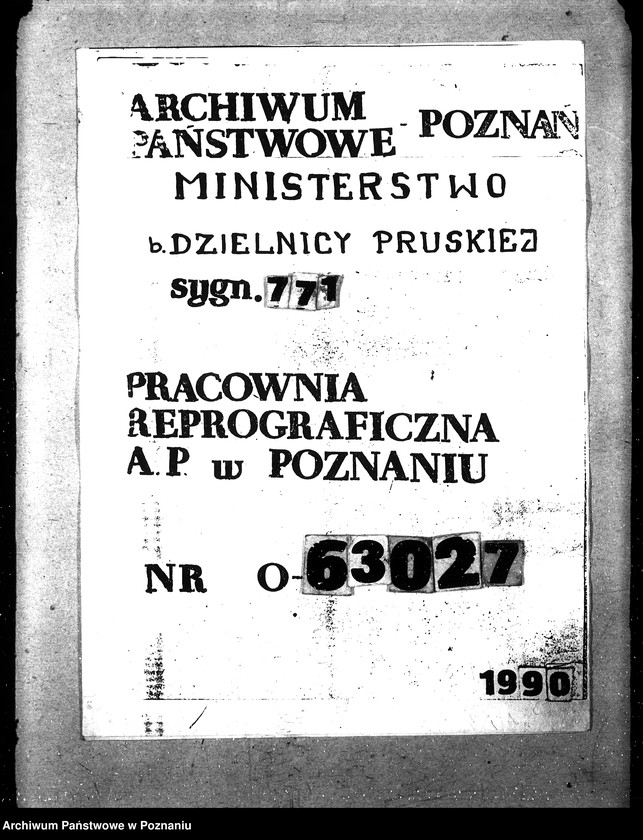 ARCHIWUM
PAŃSTWOWE - POZNAŃ
MINISTERSTWO
b. DZIELNICY PRUSKIEJ
sygn. 771
PRACOWNIA
REPROGRAFICZNA
A.P. w POZNANIU
NR O-63027
1990
Archiwum Państwowe w Poznaniu